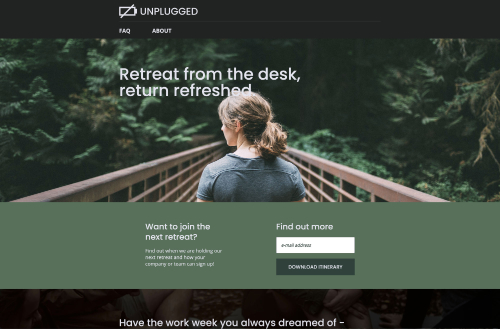 UNPLUGGED
FAQ ABOUT
Retreat from the desk,
return refreshed
Want to join the
next retreat?
Find out when we are holding our
next retreat and how your
company or team can sign up!
Find out more
e-mail address
DOWNLOAD ITINERARY
Have the work week you always dreamed of -